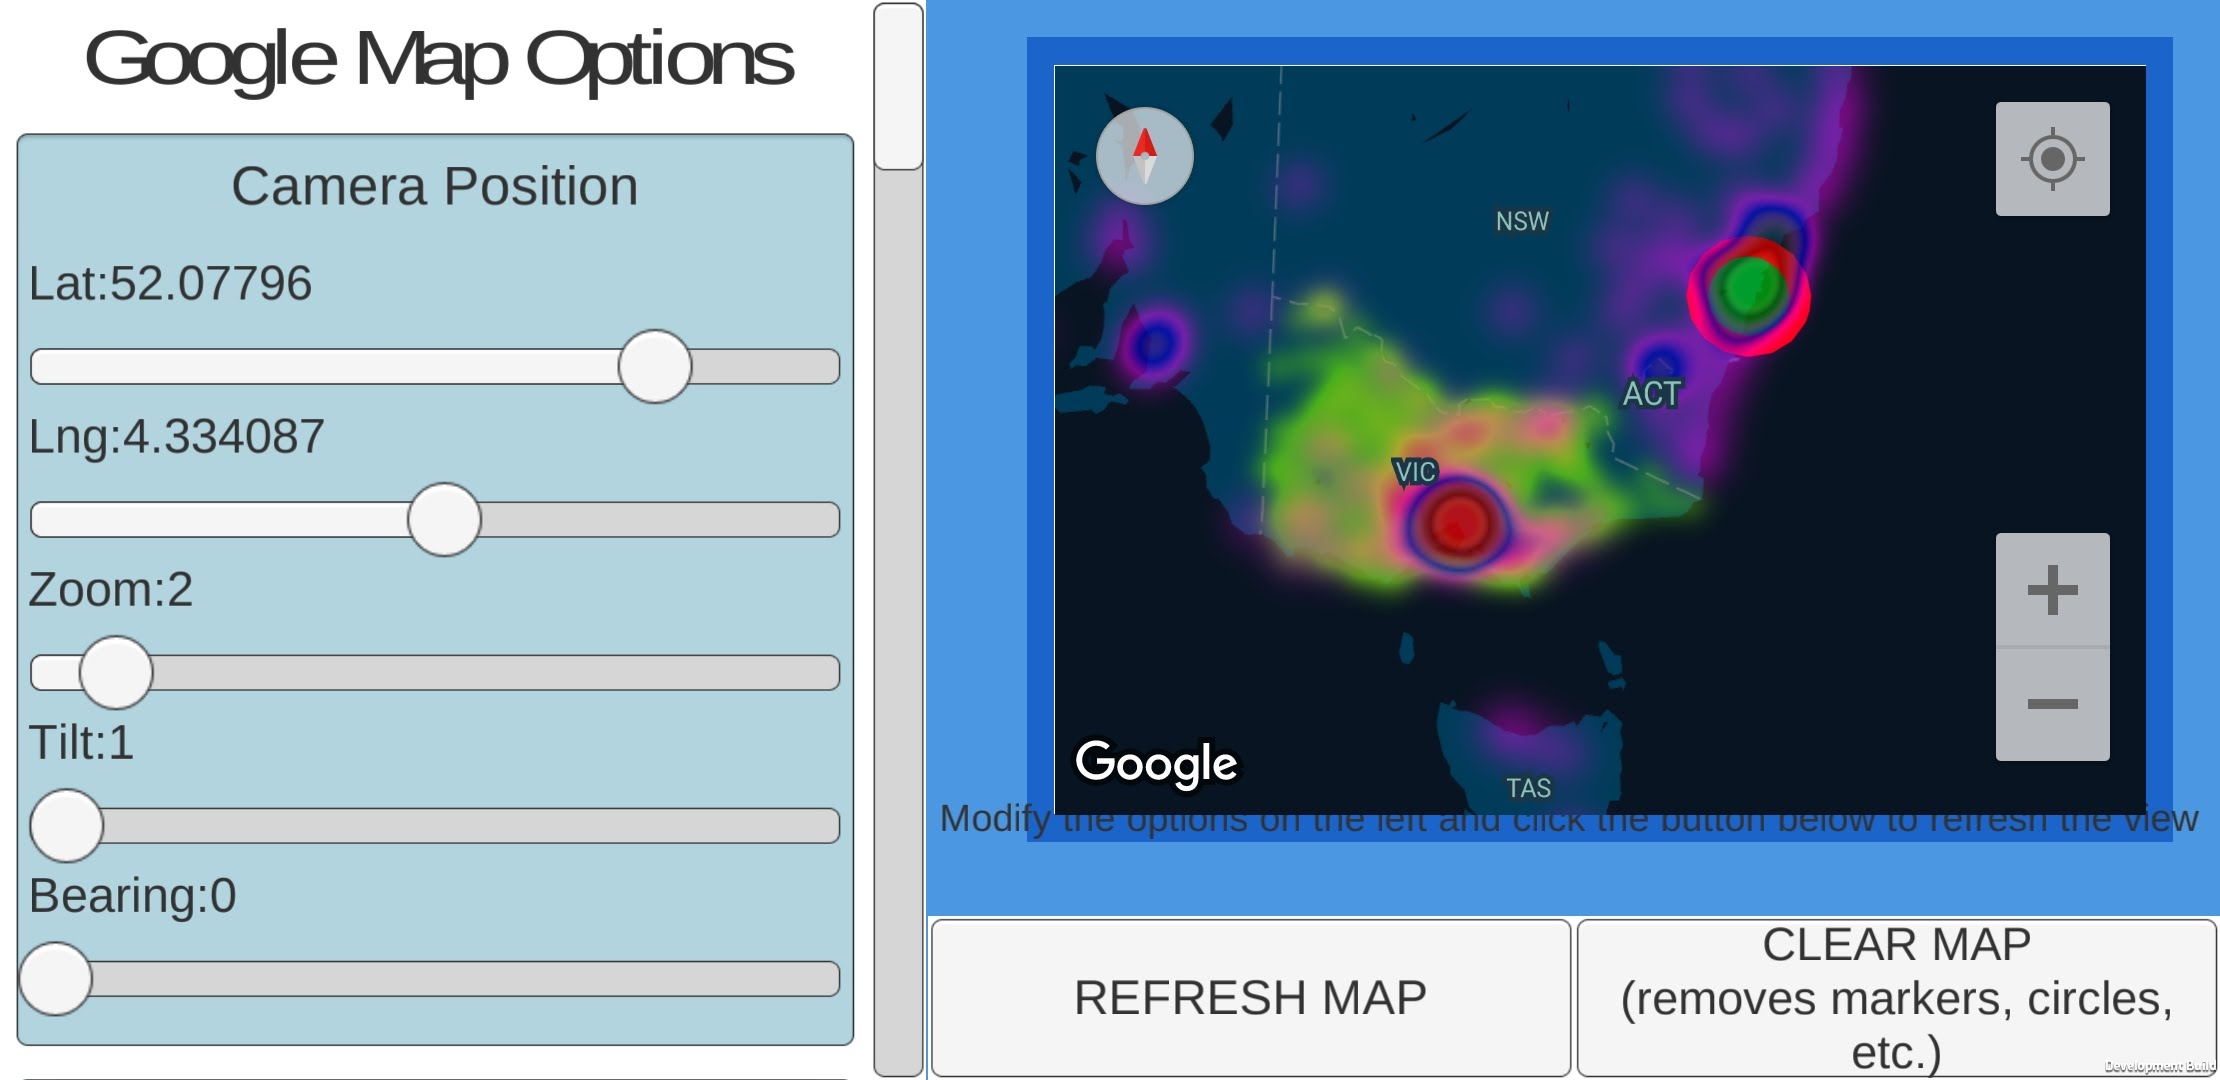 Google Map Options
Camera Position
Lat:52.07796
Lng:4.334087
Zoom:2
Tilt:1
Bearing:0
NSW
ACT
VIC
TAS
Google
Modify the options on the left and click the button below to refresh the view
REFRESH MAP
CLEAR MAP
(removes markers, circles,
etc.)
Development Build